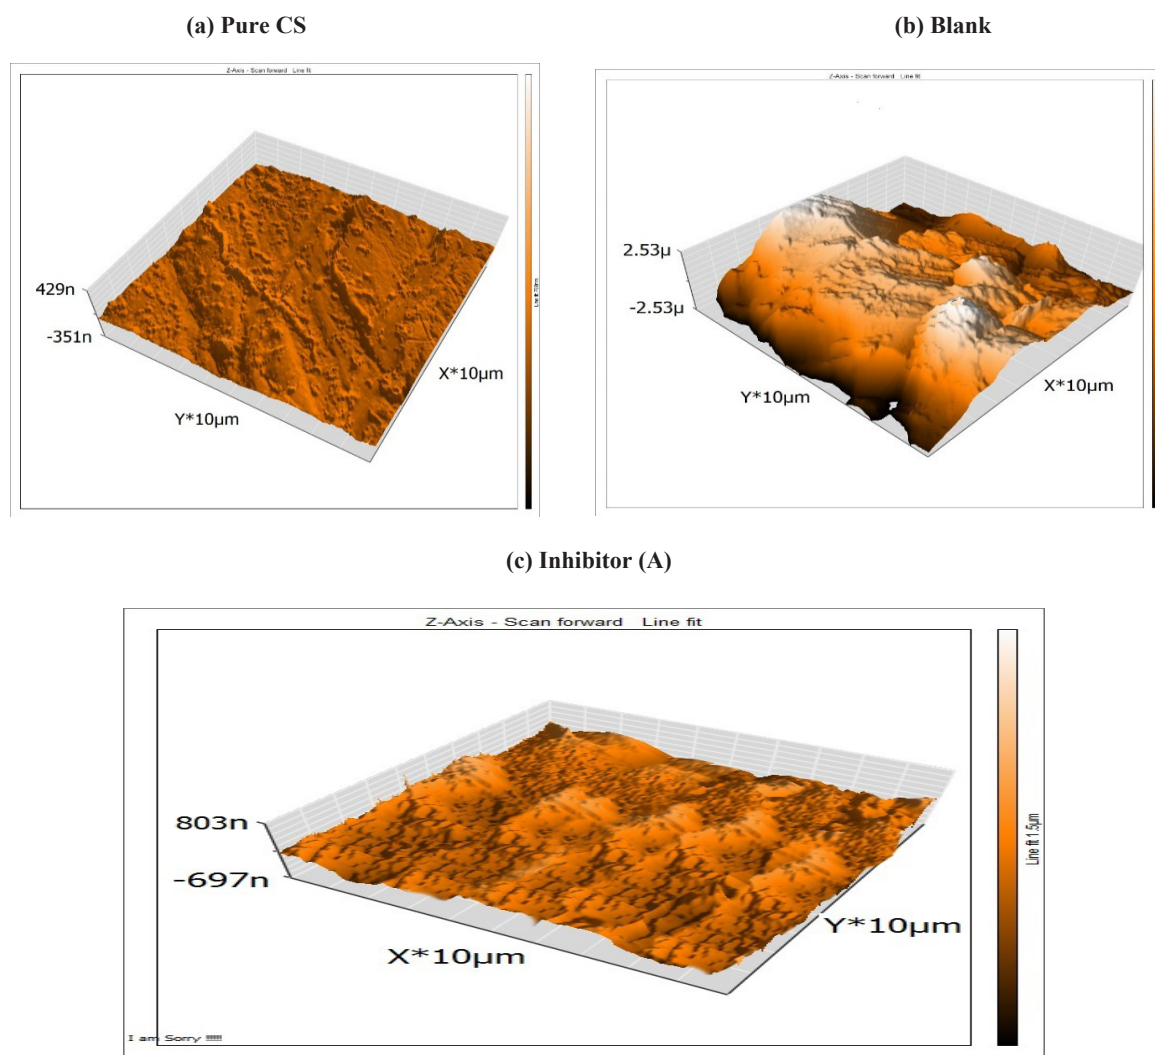 (a) Pure CS
(b) Blank
Z-Axis - Scan forward Line fit
Z-Axis - Scan forward Line fit
429n
-351n
Y*10µm
X*10µm
2.53µ
-2.53µ
Y*10µm
X*10µm
(c) Inhibitor (A)
Z-Axis - Scan forward Line fit
803n
-697n
X*10µm
Y*10µm
Line fit 1.5µm
I am Sorry !!!!!!